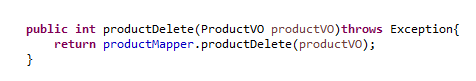 public int productDelete(ProductVO productVO)throws Exception{
    return productMapper.productDelete(productVO);
}